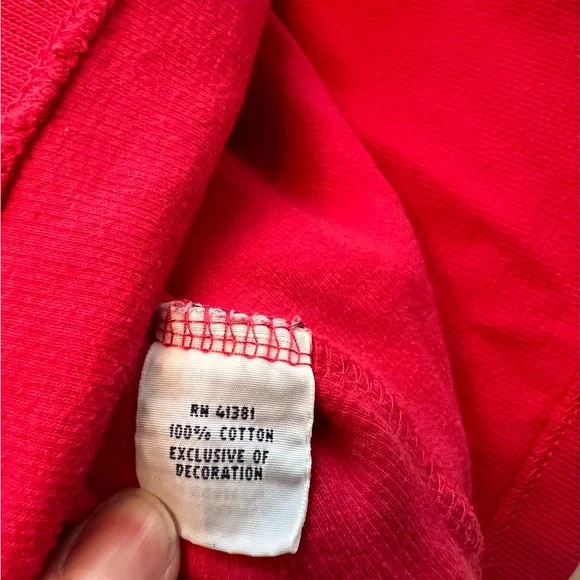 RN 41381
100% COTTON
EXCLUSIVE OF
DECORATION